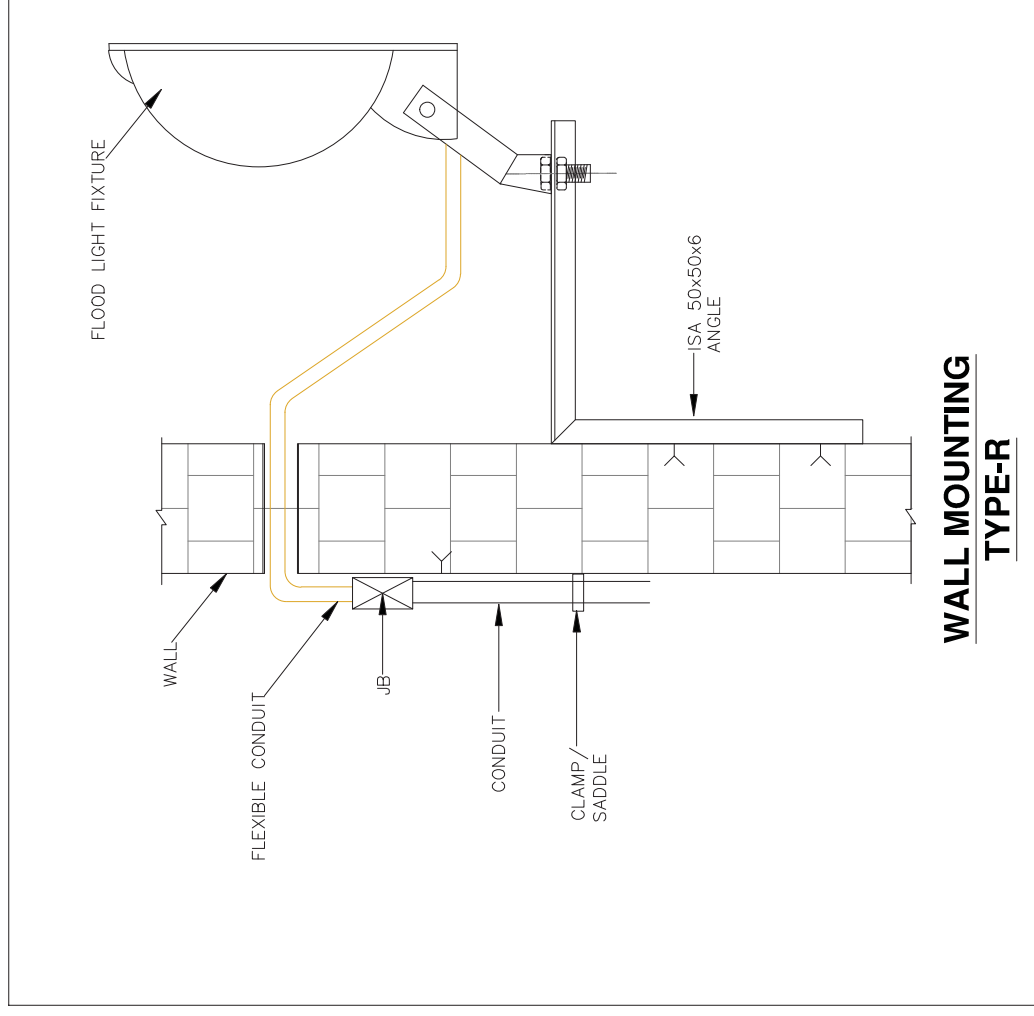 FLOOD LIGHT FIXTURE
WALL
FLEXIBLE CONDUIT
JB
CONDUIT
CLAMP/
SADDLE
ISA 50x50x6
ANGLE
WALL MOUNTING
TYPE-R